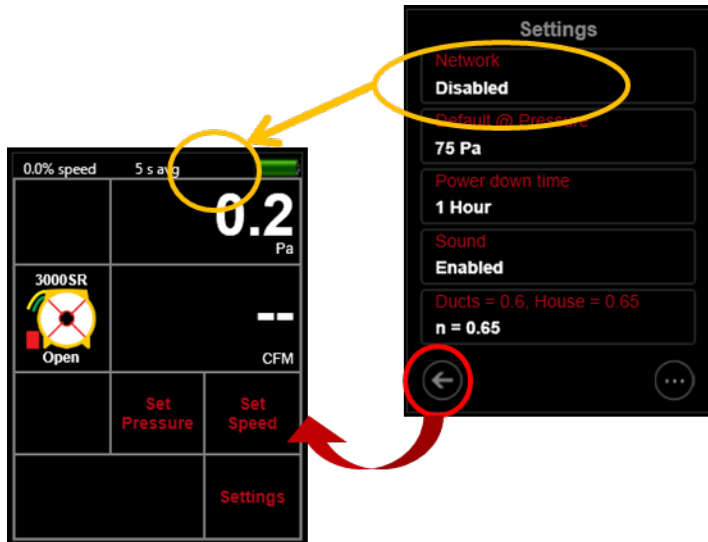 Settings
Network
Disabled
Default @ Pressure
75 Pa
Power down time
1 Hour
Sound
Enabled
Ducts = 0.6, House = 0.65
n = 0.65
0.0% speed 5 s avg
0.2
Pa
3000SR
Open
--
CFM
Set Pressure
Set Speed
Settings